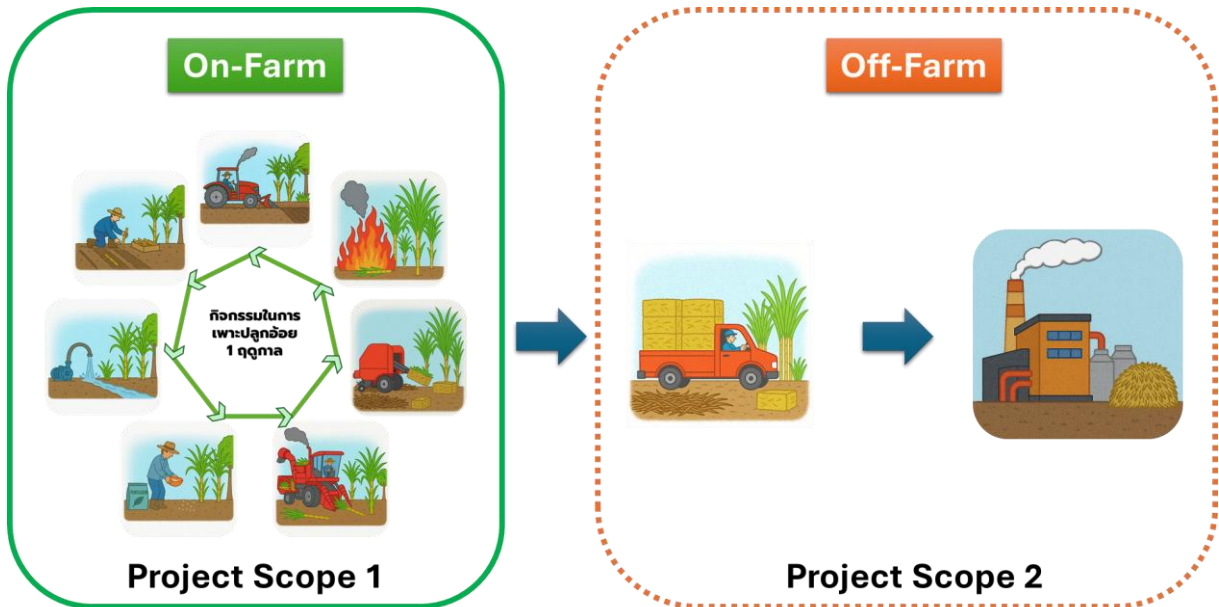 On-Farm
กิจกรรมในการ
เพาะปลูกอ้อย
1 ฤดูกาล
Project Scope 1
Off-Farm
Project Scope 2